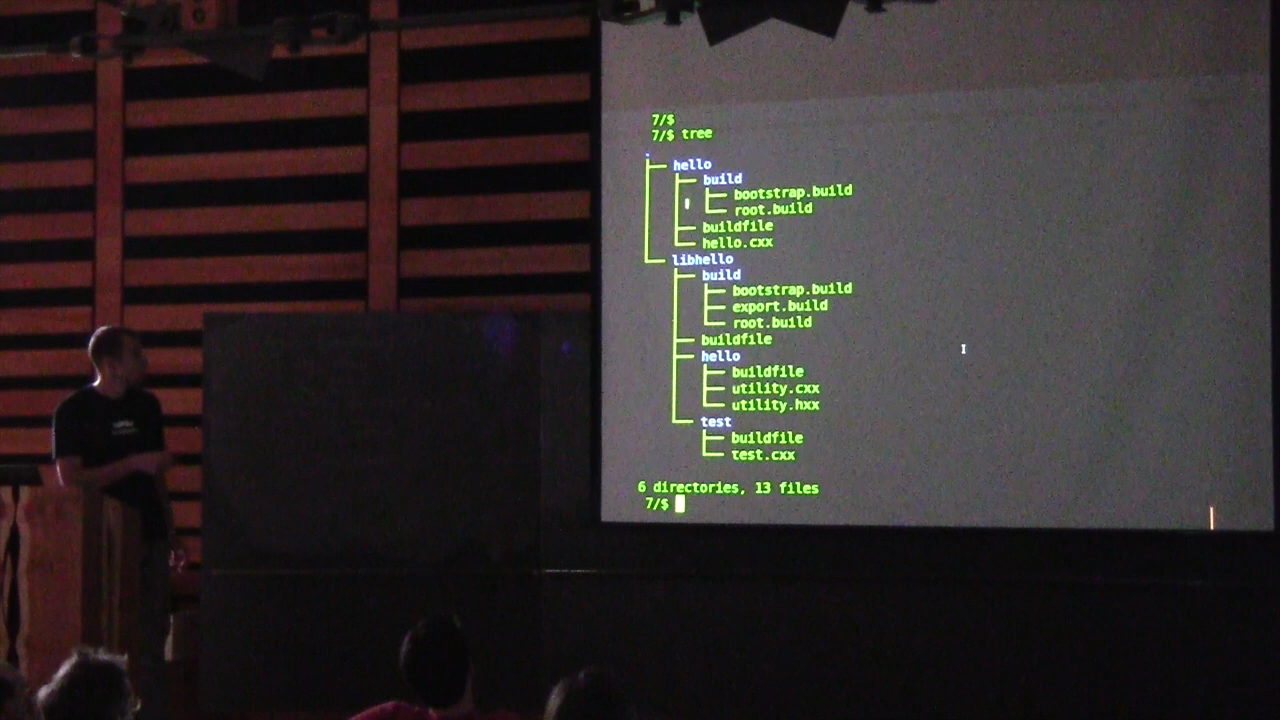 7/$
7/$ tree
.
├── hello
│   ├── build
│   │   ├── bootstrap.build
│   │   └── root.build
│   ├── buildfile
│   └── hello.cxx
└── libhello
    ├── build
    │   ├── bootstrap.build
    │   ├── export.build
    │   └── root.build
    ├── buildfile
    ├── hello
    │   ├── buildfile
    │   ├── utility.cxx
    │   └── utility.hxx
    └── test
        ├── buildfile
        └── test.cxx
6 directories, 13 files
7/$